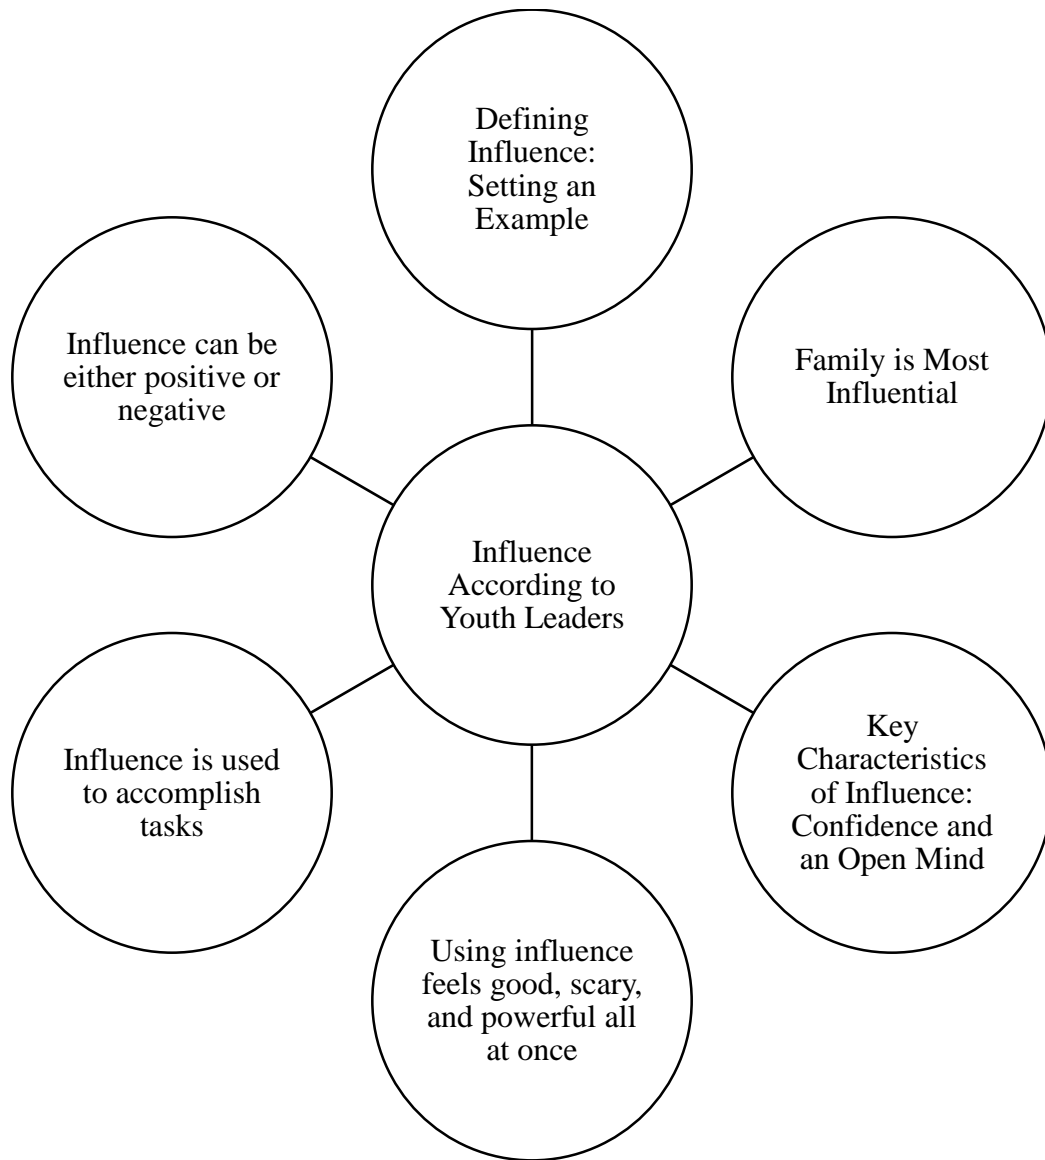 Defining
Influence:
Setting an
Example
Family is Most
Influential
Key
Characteristics
of Influence:
Confidence and
an Open Mind
Using influence
feels good, scary,
and powerful all
at once
Influence is used
to accomplish
tasks
Influence can be
either positive or
negative
Influence
According to
Youth Leaders